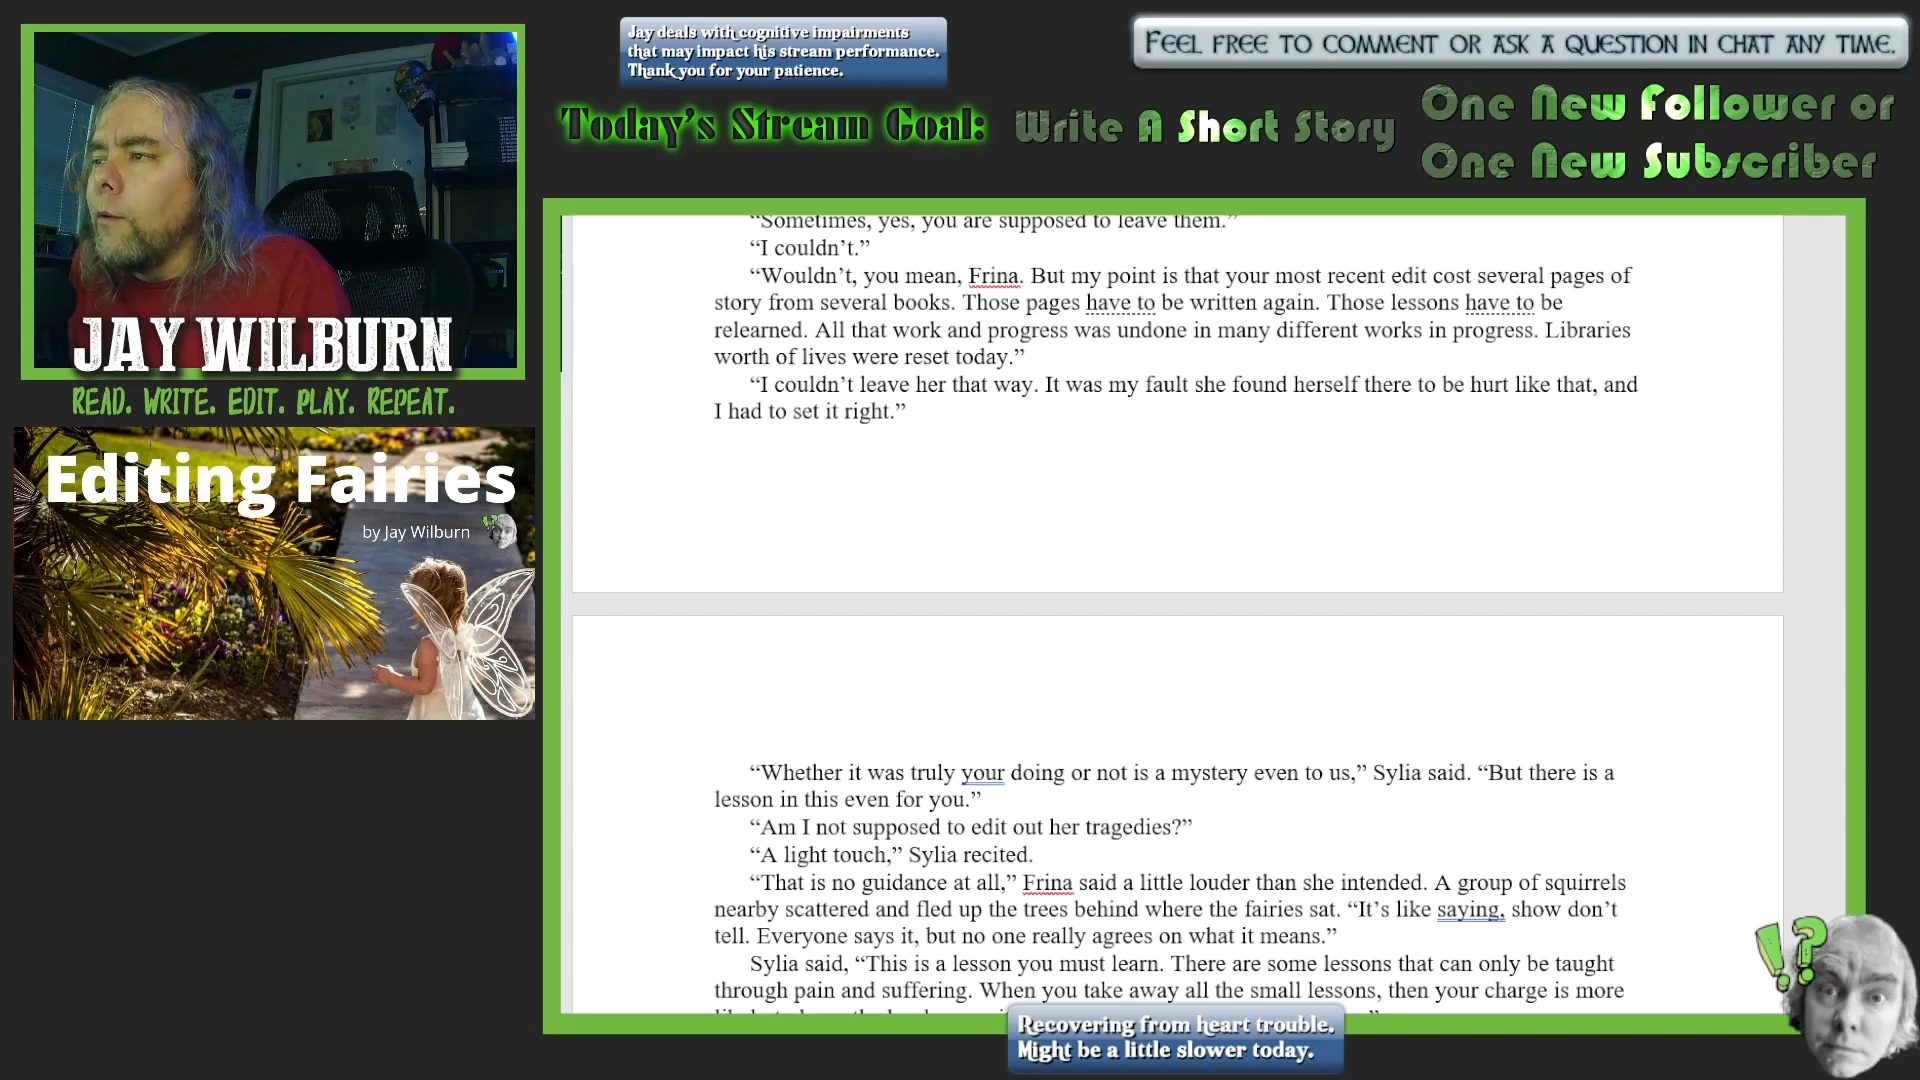 Jay deals with cognitive impairments
that may impact his stream performance.
Thank you for your patience.
Feel free to comment or ask a question in chat any time.
Today's Stream Goal:
Write A Short Story
One New Follower or
One New Subscriber
JAY WILBURN
READ. WRITE. EDIT. PLAY. REPEAT.
Editing Fairies
by Jay Wilburn
“Sometimes, yes, you are supposed to leave them.”
“I couldn’t.”
“Wouldn’t, you mean, Frina. But my point is that your most recent edit cost several pages of
story from several books. Those pages have to be written again. Those lessons have to be
relearned. All that work and progress was undone in many different works in progress. Libraries
worth of lives were reset today.”
“I couldn’t leave her that way. It was my fault she found herself there to be hurt like that, and
I had to set it right.”
“Whether it was truly your doing or not is a mystery even to us,” Sylia said. “But there is a
lesson in this even for you.”
“Am I not supposed to edit out her tragedies?”
“A light touch,” Sylia recited.
“That is no guidance at all,” Frina said a little louder than she intended. A group of squirrels
nearby scattered and fled up the trees behind where the fairies sat. “It’s like saying, show don’t
tell. Everyone says it, but no one really agrees on what it means.”
Sylia said, “This is a lesson you must learn. There are some lessons that can only be taught
through pain and suffering. When you take away all the small lessons, then your charge is more
Recovering from heart trouble.
Might be a little slower today.
!?